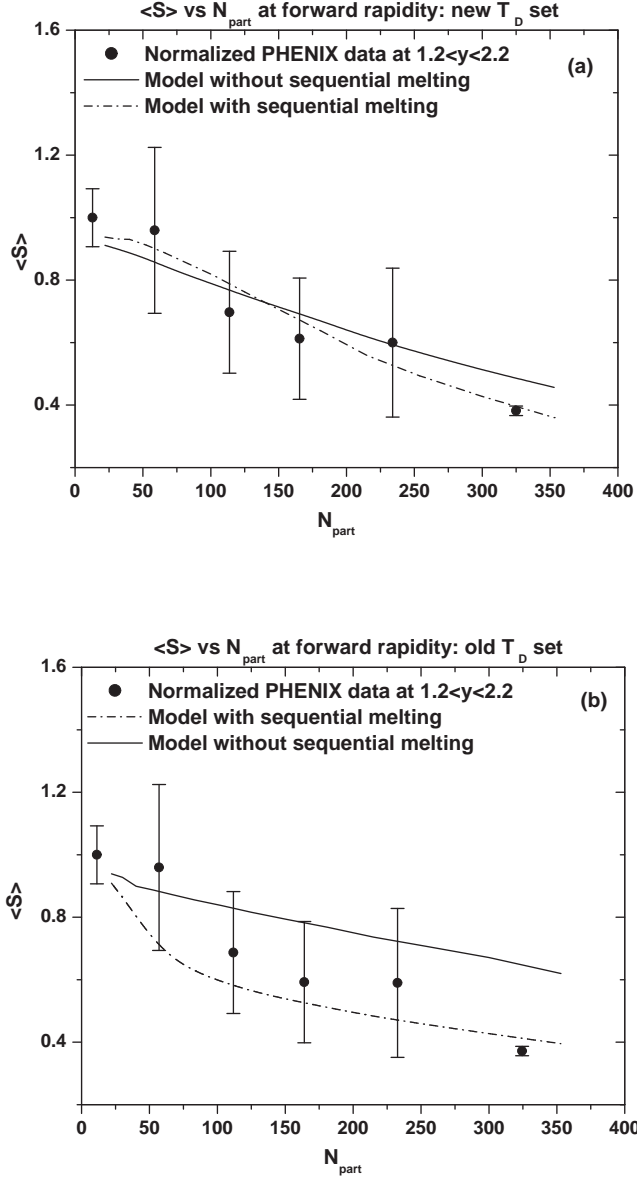 <S> vs N_part at forward rapidity: new T_D set
Normalized PHENIX data at 1.2<y<2.2
Model without sequential melting
Model with sequential melting
(a)
1.6
1.2
0.8
0.4
<S>
0 50 100 150 200 250 300 350 400
N_part
<S> vs N_part at forward rapidity: old T_D set
Normalized PHENIX data at 1.2<y<2.2
Model with sequential melting
Model without sequential melting
(b)
1.6
1.2
0.8
0.4
<S>
0 50 100 150 200 250 300 350 400
N_part